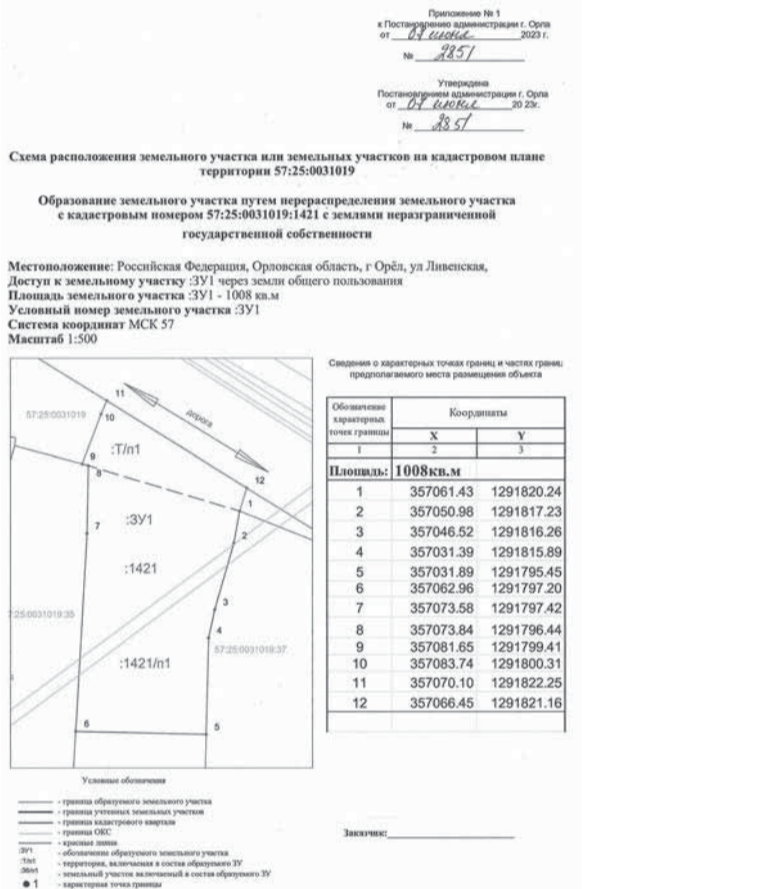 Приложение № 1
к Постановлению администрации г. Орла
от 07 июня 2023 г.
№ 2851
Утверждена
Постановлением администрации г. Орла
от 07 июня 20 23г.
№ 2851
Схема расположения земельного участка или земельных участков на кадастровом плане
территории 57:25:0031019
Образование земельного участка путем перераспределения земельного участка
с кадастровым номером 57:25:0031019:1421 с землями неразграниченной
государственной собственности
Местоположение: Российская Федерация, Орловская область, г Орёл, ул Ливенская,
Доступ к земельному участку :ЗУ1 через земли общего пользования
Площадь земельного участка :ЗУ1 - 1008 кв.м
Условный номер земельного участка :ЗУ1
Система координат МСК 57
Масштаб 1:500
11
57:25:0031019
10
дорога
:Т/п1
9
8
12
1
:ЗУ1
7
2
:1421
3
7:25:0031019:35
4
57:25:0031019:37
:1421/п1
6
5
Сведения о характерных точках границ и частях границ
предполагаемого места размещения объекта
Обозначение характерных точек границы Координаты
X Y
1 2 3
Площадь: 1008кв.м
1 357061.43 1291820.24
2 357050.98 1291817.23
3 357046.52 1291816.26
4 357031.39 1291815.89
5 357031.89 1291795.45
6 357062.96 1291797.20
7 357073.58 1291797.42
8 357073.84 1291796.44
9 357081.65 1291799.41
10 357083.74 1291800.31
11 357070.10 1291822.25
12 357066.45 1291821.16
Условные обозначения
- граница образуемого земельного участка
- граница учтенных земельных участков
- граница кадастрового квартала
- граница ОКС
- красные линии
:ЗУ1 - обозначение образуемого земельного участка
:Т/п1 - территория, включаемая в состав образуемого ЗУ
- земельный участок включаемый в состав образуемого ЗУ
1 - характерная точка границы
Заказчик: